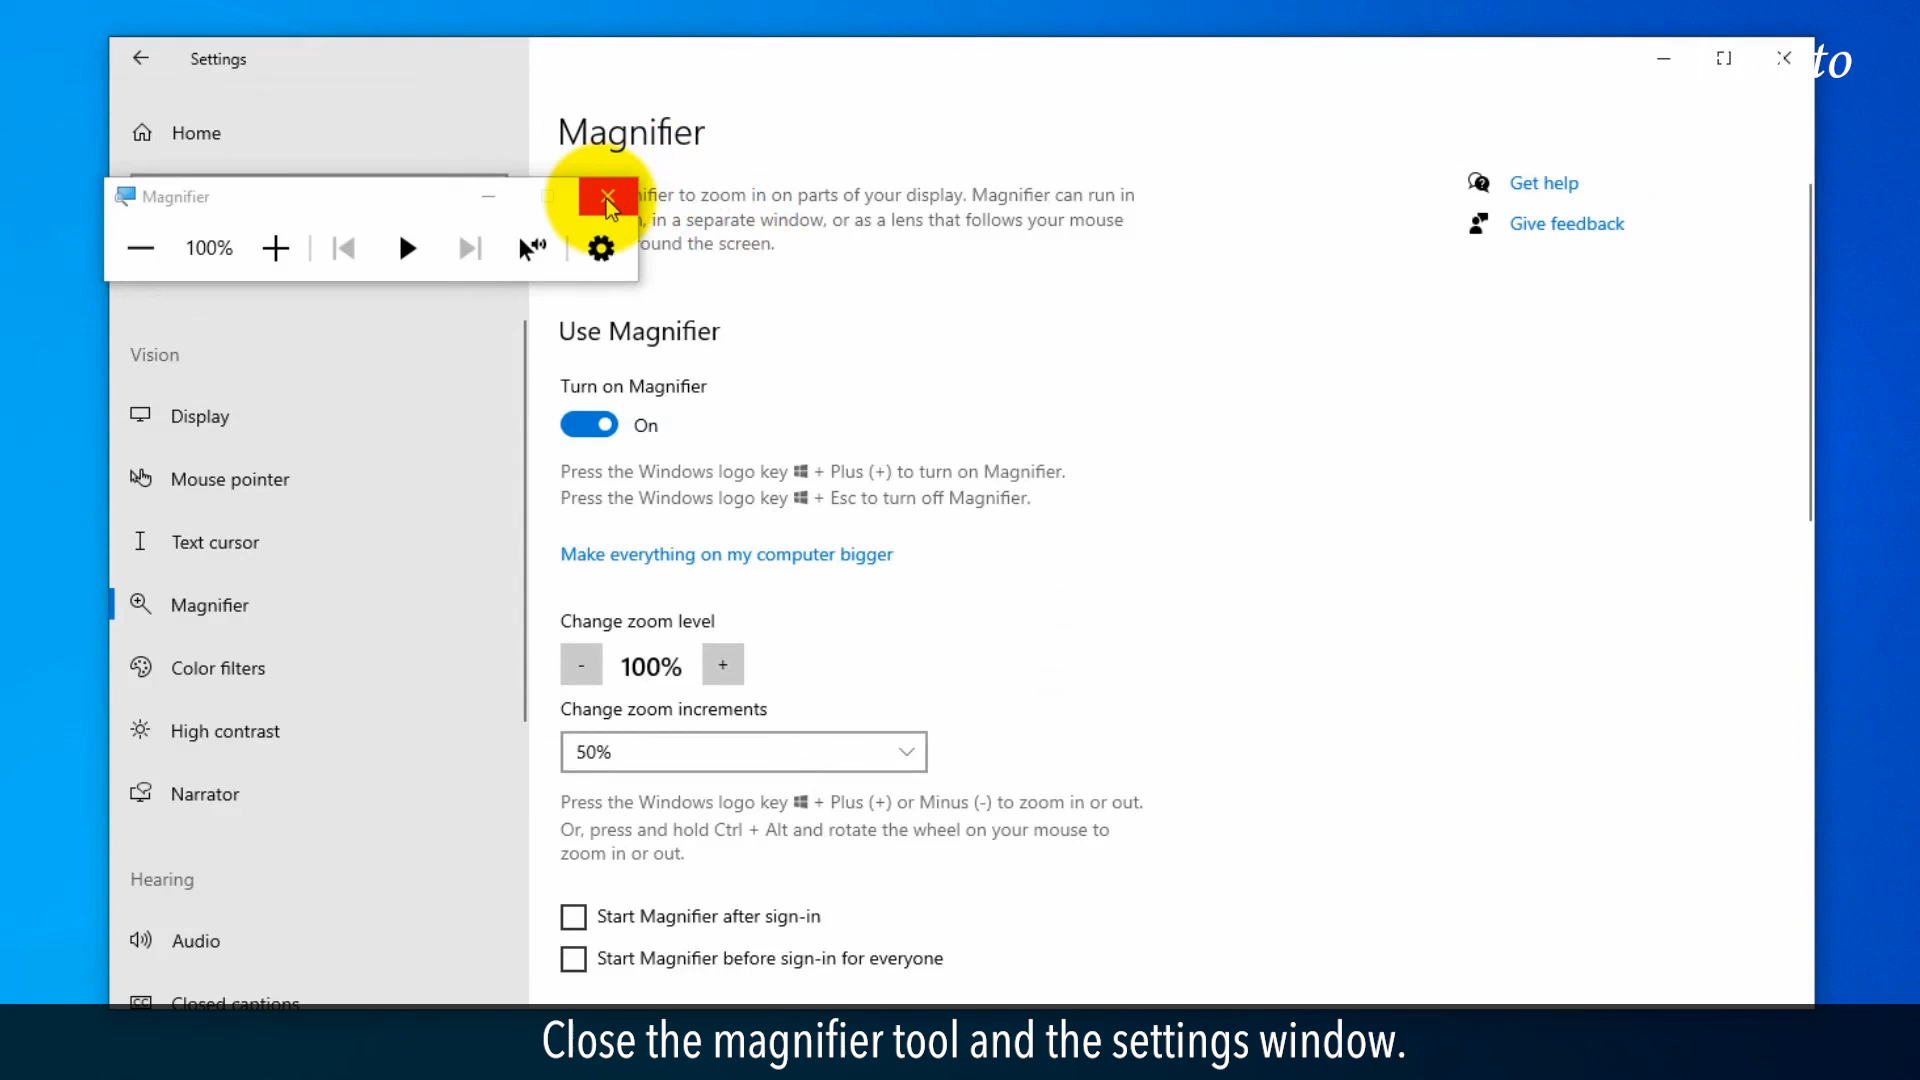 Settings
to
Home
Magnifier
100%
Vision
Display
Mouse pointer
Text cursor
Magnifier
Color filters
High contrast
Narrator
Hearing
Audio
Closed captions
Magnifier
to zoom in on parts of your display. Magnifier can run in
in a separate window, or as a lens that follows your mouse
the screen.
Use Magnifier
Turn on Magnifier
On
Press the Windows logo key + Plus (+) to turn on Magnifier.
Press the Windows logo key + Esc to turn off Magnifier.
Make everything on my computer bigger
Change zoom level
- 100% +
Change zoom increments
50%
Press the Windows logo key + Plus (+) or Minus (-) to zoom in or out.
Or, press and hold Ctrl + Alt and rotate the wheel on your mouse to
zoom in or out.
Start Magnifier after sign-in
Start Magnifier before sign-in for everyone
Get help
Give feedback
Close the magnifier tool and the settings window.